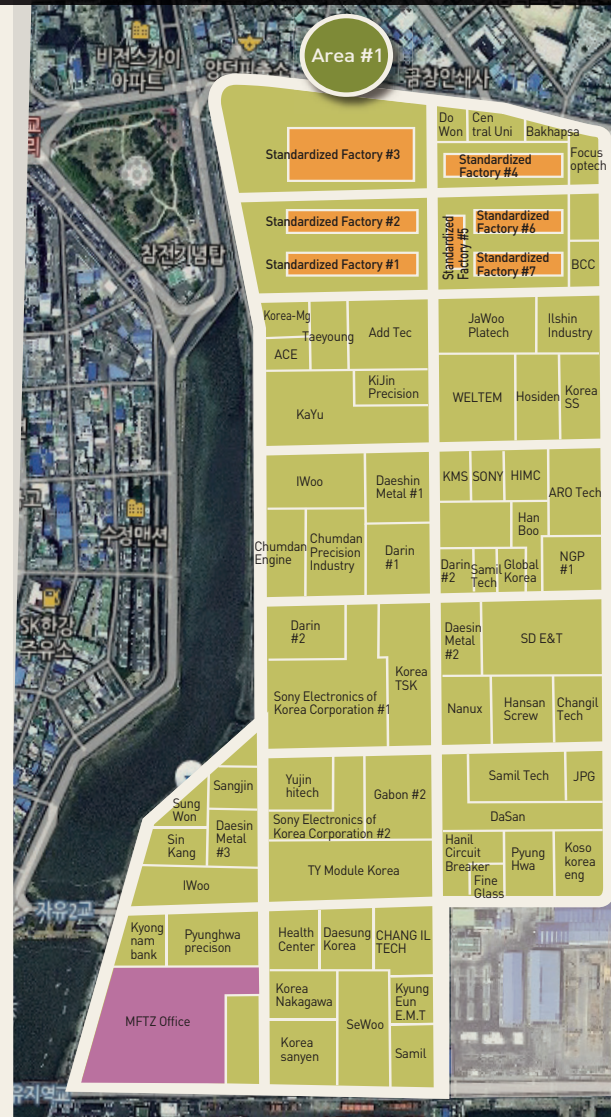 비전스카이
아파트
양덕파출소
Area #1
금창인쇄사
참전기념탑
수정맨션
SK한강
주유소
자유2교
유지역교
Standardized Factory #3
Do
Won
Cen
tral Uni
Bakhapsa
Standardized
Factory #4
Focus
optech
Standardized Factory #2
Standardized Factory #1
Standardized
Factory #5
Standardized
Factory #6
Standardized
Factory #7
BCC
Korea-Mg
Taeyoung
Add Tec
ACE
KiJin
Precision
KaYu
JaWoo
Platech
Ilshin
Industry
WELTEM
Hosiden
Korea
SS
IWoo
Daeshin
Metal #1
Chumdan
Engine
Chumdan
Precision
Industry
Darin
#1
KMS
SONY
HIMC
ARO Tech
Han
Boo
Darin
#2
Samil
Tech
Global
Korea
NGP
#1
Darin
#2
Korea
TSK
Sony Electronics of
Korea Corporation #1
Daesin
Metal
#2
SD E&T
Nanux
Hansan
Screw
Changil
Tech
Sangjin
Sung
Won
Sin
Kang
Daesin
Metal
#3
IWoo
Yujin
hitech
Gabon #2
Sony Electronics of
Korea Corporation #2
TY Module Korea
Samil Tech
JPG
DaSan
Hanil
Circuit
Breaker
Fine
Glass
Pyung
Hwa
Koso
korea
eng
Kyong
nam
bank
Pyunghwa
precison
MFTZ Office
Health
Center
Daesung
Korea
CHANG IL
TECH
Korea
Nakagawa
SeWoo
Kyung
Eun
E.M.T
Korea
sanyen
Samil